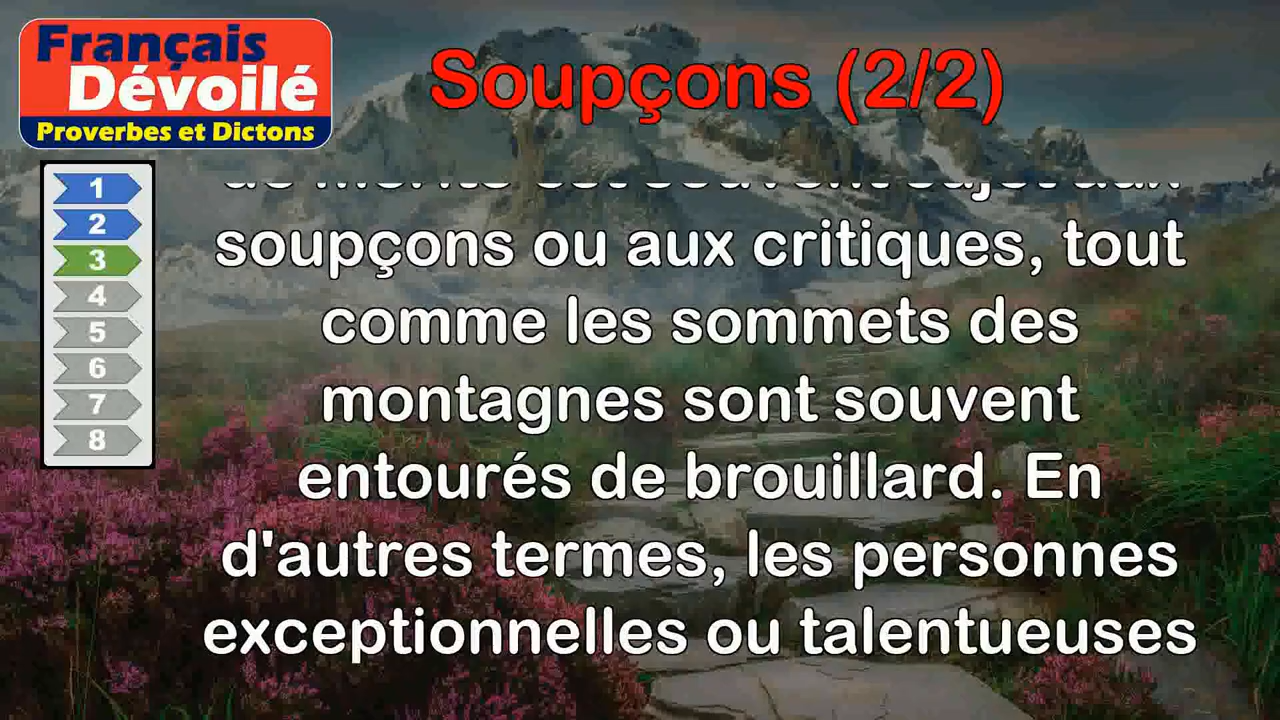 Français
Dévoilé
Proverbes et Dictons
Soupçons (2/2)
1
2
3
4
5
6
7
8
soupçons ou aux critiques, tout
comme les sommets des
montagnes sont souvent
entourés de brouillard. En
d'autres termes, les personnes
exceptionnelles ou talentueuses